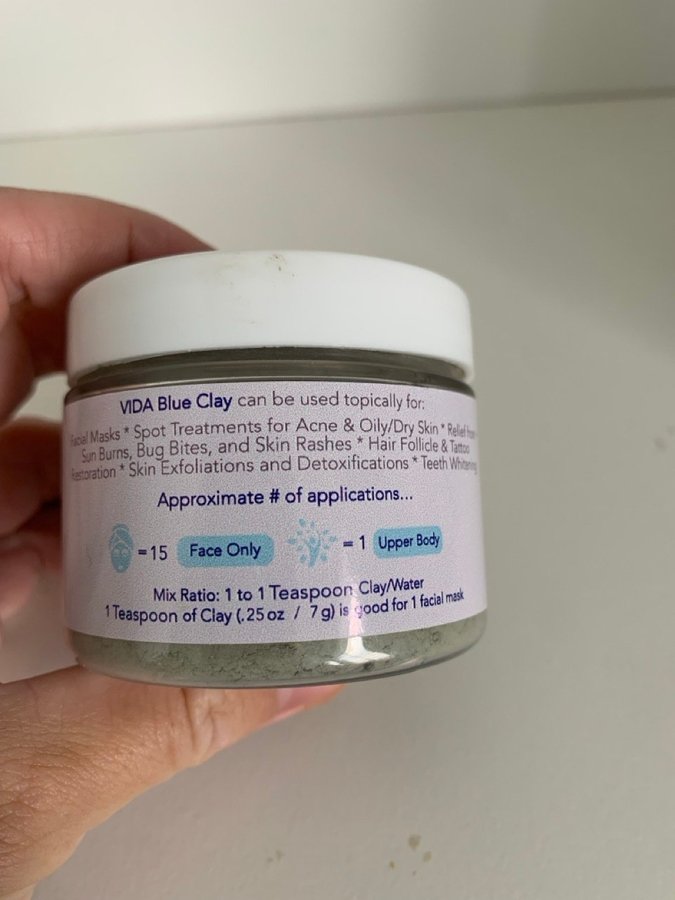 VIDA Blue Clay can be used topically for:
Facial Masks * Spot Treatments for Acne & Oily/Dry Skin * Relief from
Sun Burns, Bug Bites, and Skin Rashes * Hair Follicle & Tattoo
Restoration * Skin Exfoliations and Detoxifications * Teeth Whitening
Approximate # of applications...
=15 Face Only = 1 Upper Body
Mix Ratio: 1 to 1 Teaspoon Clay/Water
1 Teaspoon of Clay (.25oz / 7g) is good for 1 facial mask